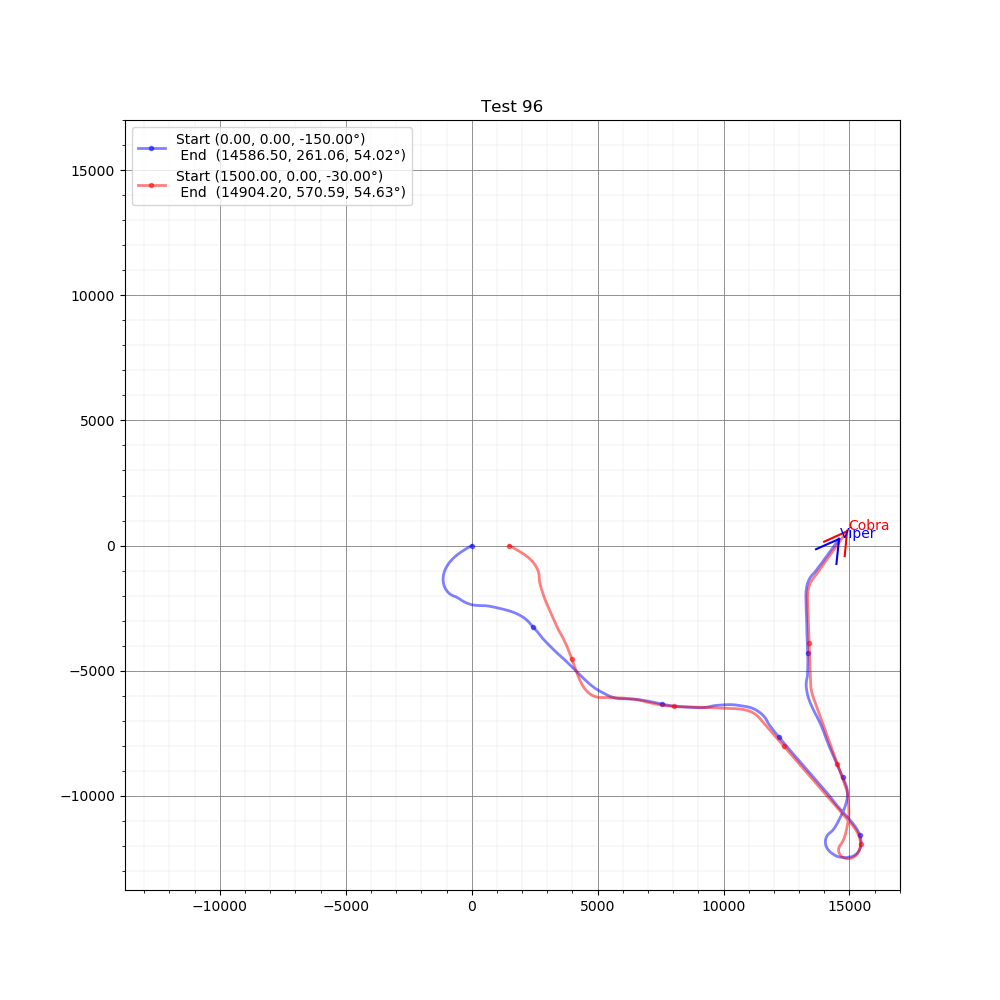 Test 96
Start (0.00, 0.00, -150.00°)
End  (14586.50, 261.06, 54.02°)
Start (1500.00, 0.00, -30.00°)
End  (14904.20, 570.59, 54.63°)
15000
10000
5000
0
−5000
−10000
Cobra
Viper
−10000
−5000
0
5000
10000
15000